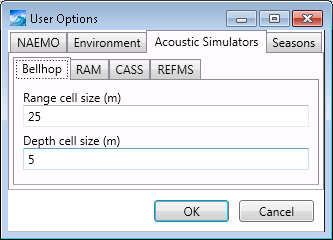 User Options
NAEMO Environment Acoustic Simulators Seasons
Bellhop RAM CASS REFMS
Range cell size (m)
25
Depth cell size (m)
5
OK Cancel